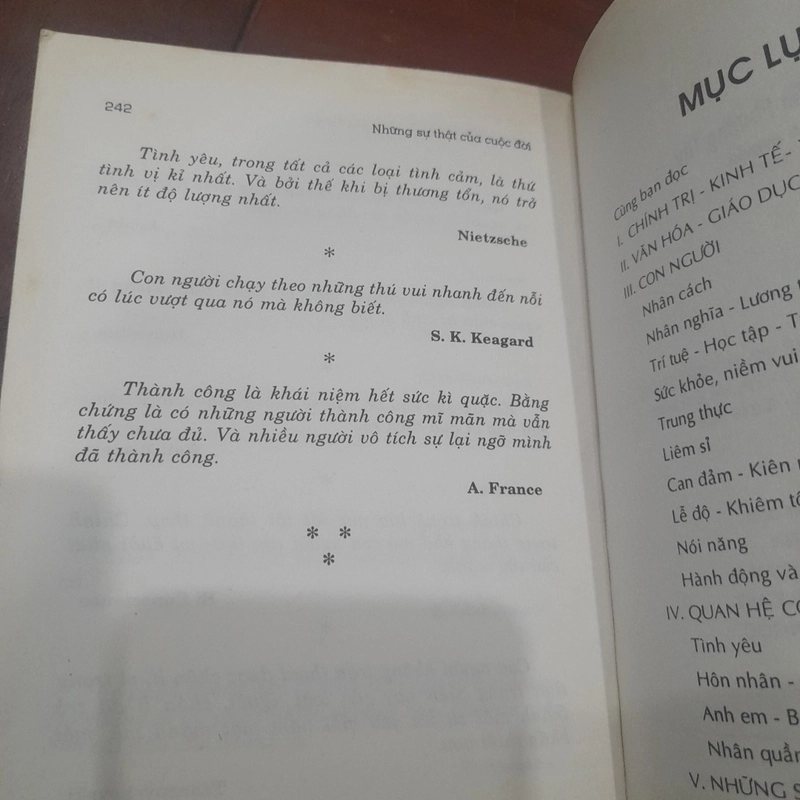 242
Những sự thật của cuộc đời
Tình yêu, trong tất cả các loại tình cảm, là thứ
tình vị kỉ nhất. Và bởi thế khi bị thương tổn, nó trở
nên ít độ lượng nhất.
Nietzsche
*
Con người chạy theo những thú vui nhanh đến nỗi
có lúc vượt qua nó mà không biết.
S. K. Keagard
*
Thành công là khái niệm hết sức kì quặc. Bằng
chứng là có những người thành công mĩ mãn mà vẫn
thấy chưa đủ. Và nhiều người vô tích sự lại ngỡ mình
đã thành công.
A. France
* *
*
MỤC LỤ
Cùng bạn đọc
I. CHÍNH TRỊ - KINH TẾ-
II. VĂN HÓA - GIÁO DỤC
III. CON NGƯỜI
Nhân cách
Nhân nghĩa - Lương
Trí tuệ - Học tập - T
Sức khỏe, niềm vui
Trung thực
Liêm sỉ
Can đảm - Kiên
Lễ độ - Khiêm tố
Nói năng
Hành động và
IV. QUAN HỆ CO
Tình yêu
Hôn nhân -
Anh em - B
Nhân quần
V. NHỮNG S